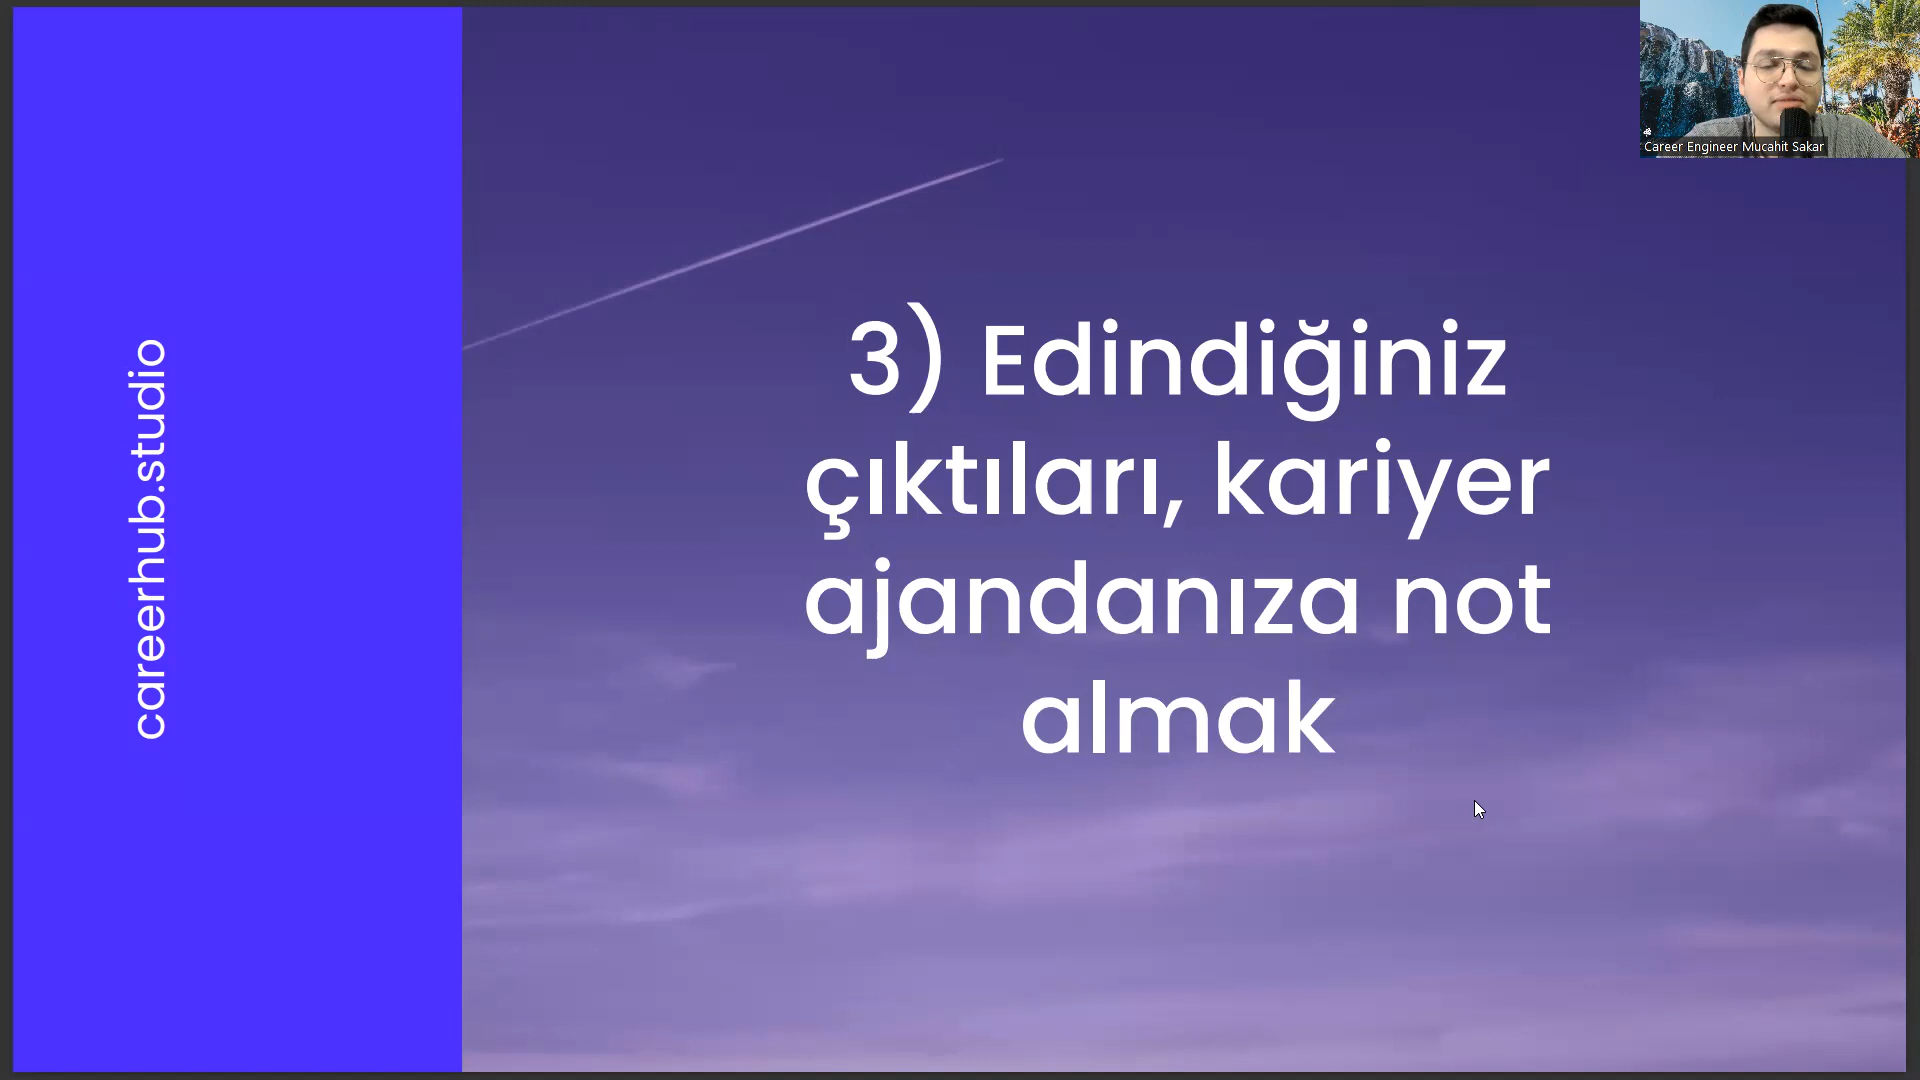 careerhub.studio
3) Edindiğiniz
çıktıları, kariyer
ajandanıza not
almak
Career Engineer Mucahit Sakar